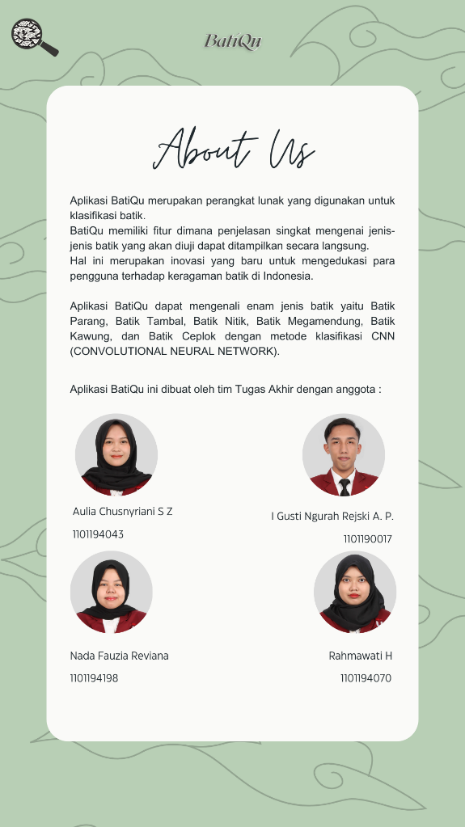 BatiQu
About Us
Aplikasi BatiQu merupakan perangkat lunak yang digunakan untuk
klasifikasi batik.
BatiQu memiliki fitur dimana penjelasan singkat mengenai jenis-
jenis batik yang akan diuji dapat ditampilkan secara langsung.
Hal ini merupakan inovasi yang baru untuk mengedukasi para
pengguna terhadap keragaman batik di Indonesia.
Aplikasi BatiQu dapat mengenali enam jenis batik yaitu Batik
Parang, Batik Tambal, Batik Nitik, Batik Megamendung, Batik
Kawung, dan Batik Ceplok dengan metode klasifikasi CNN
(CONVOLUTIONAL NEURAL NETWORK).
Aplikasi BatiQu ini dibuat oleh tim Tugas Akhir dengan anggota :
Aulia Chusnyriani S Z
1101194043
I Gusti Ngurah Rejski A. P.
1101190017
Nada Fauzia Reviana
1101194198
Rahmawati H
1101194070